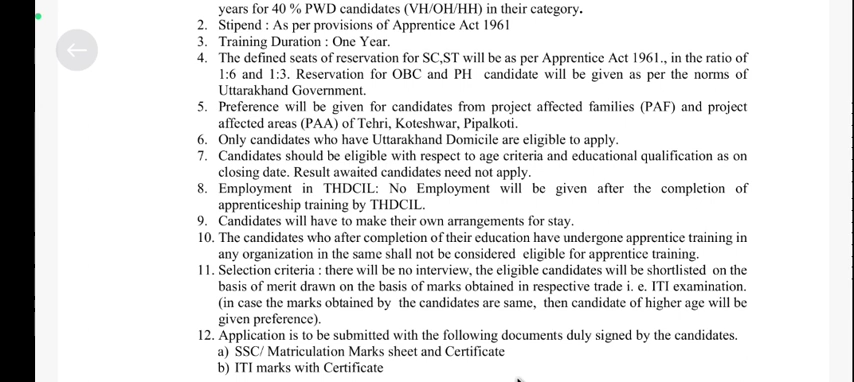 years for 40 % PWD candidates (VH/OH/HH) in their category.
2. Stipend : As per provisions of Apprentice Act 1961
3. Training Duration : One Year.
4. The defined seats of reservation for SC,ST will be as per Apprentice Act 1961., in the ratio of
1:6 and 1:3. Reservation for OBC and PH candidate will be given as per the norms of
Uttarakhand Government.
5. Preference will be given for candidates from project affected families (PAF) and project
affected areas (PAA) of Tehri, Koteshwar, Pipalkoti.
6. Only candidates who have Uttarakhand Domicile are eligible to apply.
7. Candidates should be eligible with respect to age criteria and educational qualification as on
closing date. Result awaited candidates need not apply.
8. Employment in THDCIL: No Employment will be given after the completion of
apprenticeship training by THDCIL.
9. Candidates will have to make their own arrangements for stay.
10. The candidates who after completion of their education have undergone apprentice training in
any organization in the same shall not be considered eligible for apprentice training.
11. Selection criteria : there will be no interview, the eligible candidates will be shortlisted on the
basis of merit drawn on the basis of marks obtained in respective trade i. e. ITI examination.
(in case the marks obtained by the candidates are same, then candidate of higher age will be
given preference).
12. Application is to be submitted with the following documents duly signed by the candidates.
a) SSC/ Matriculation Marks sheet and Certificate
b) ITI marks with Certificate